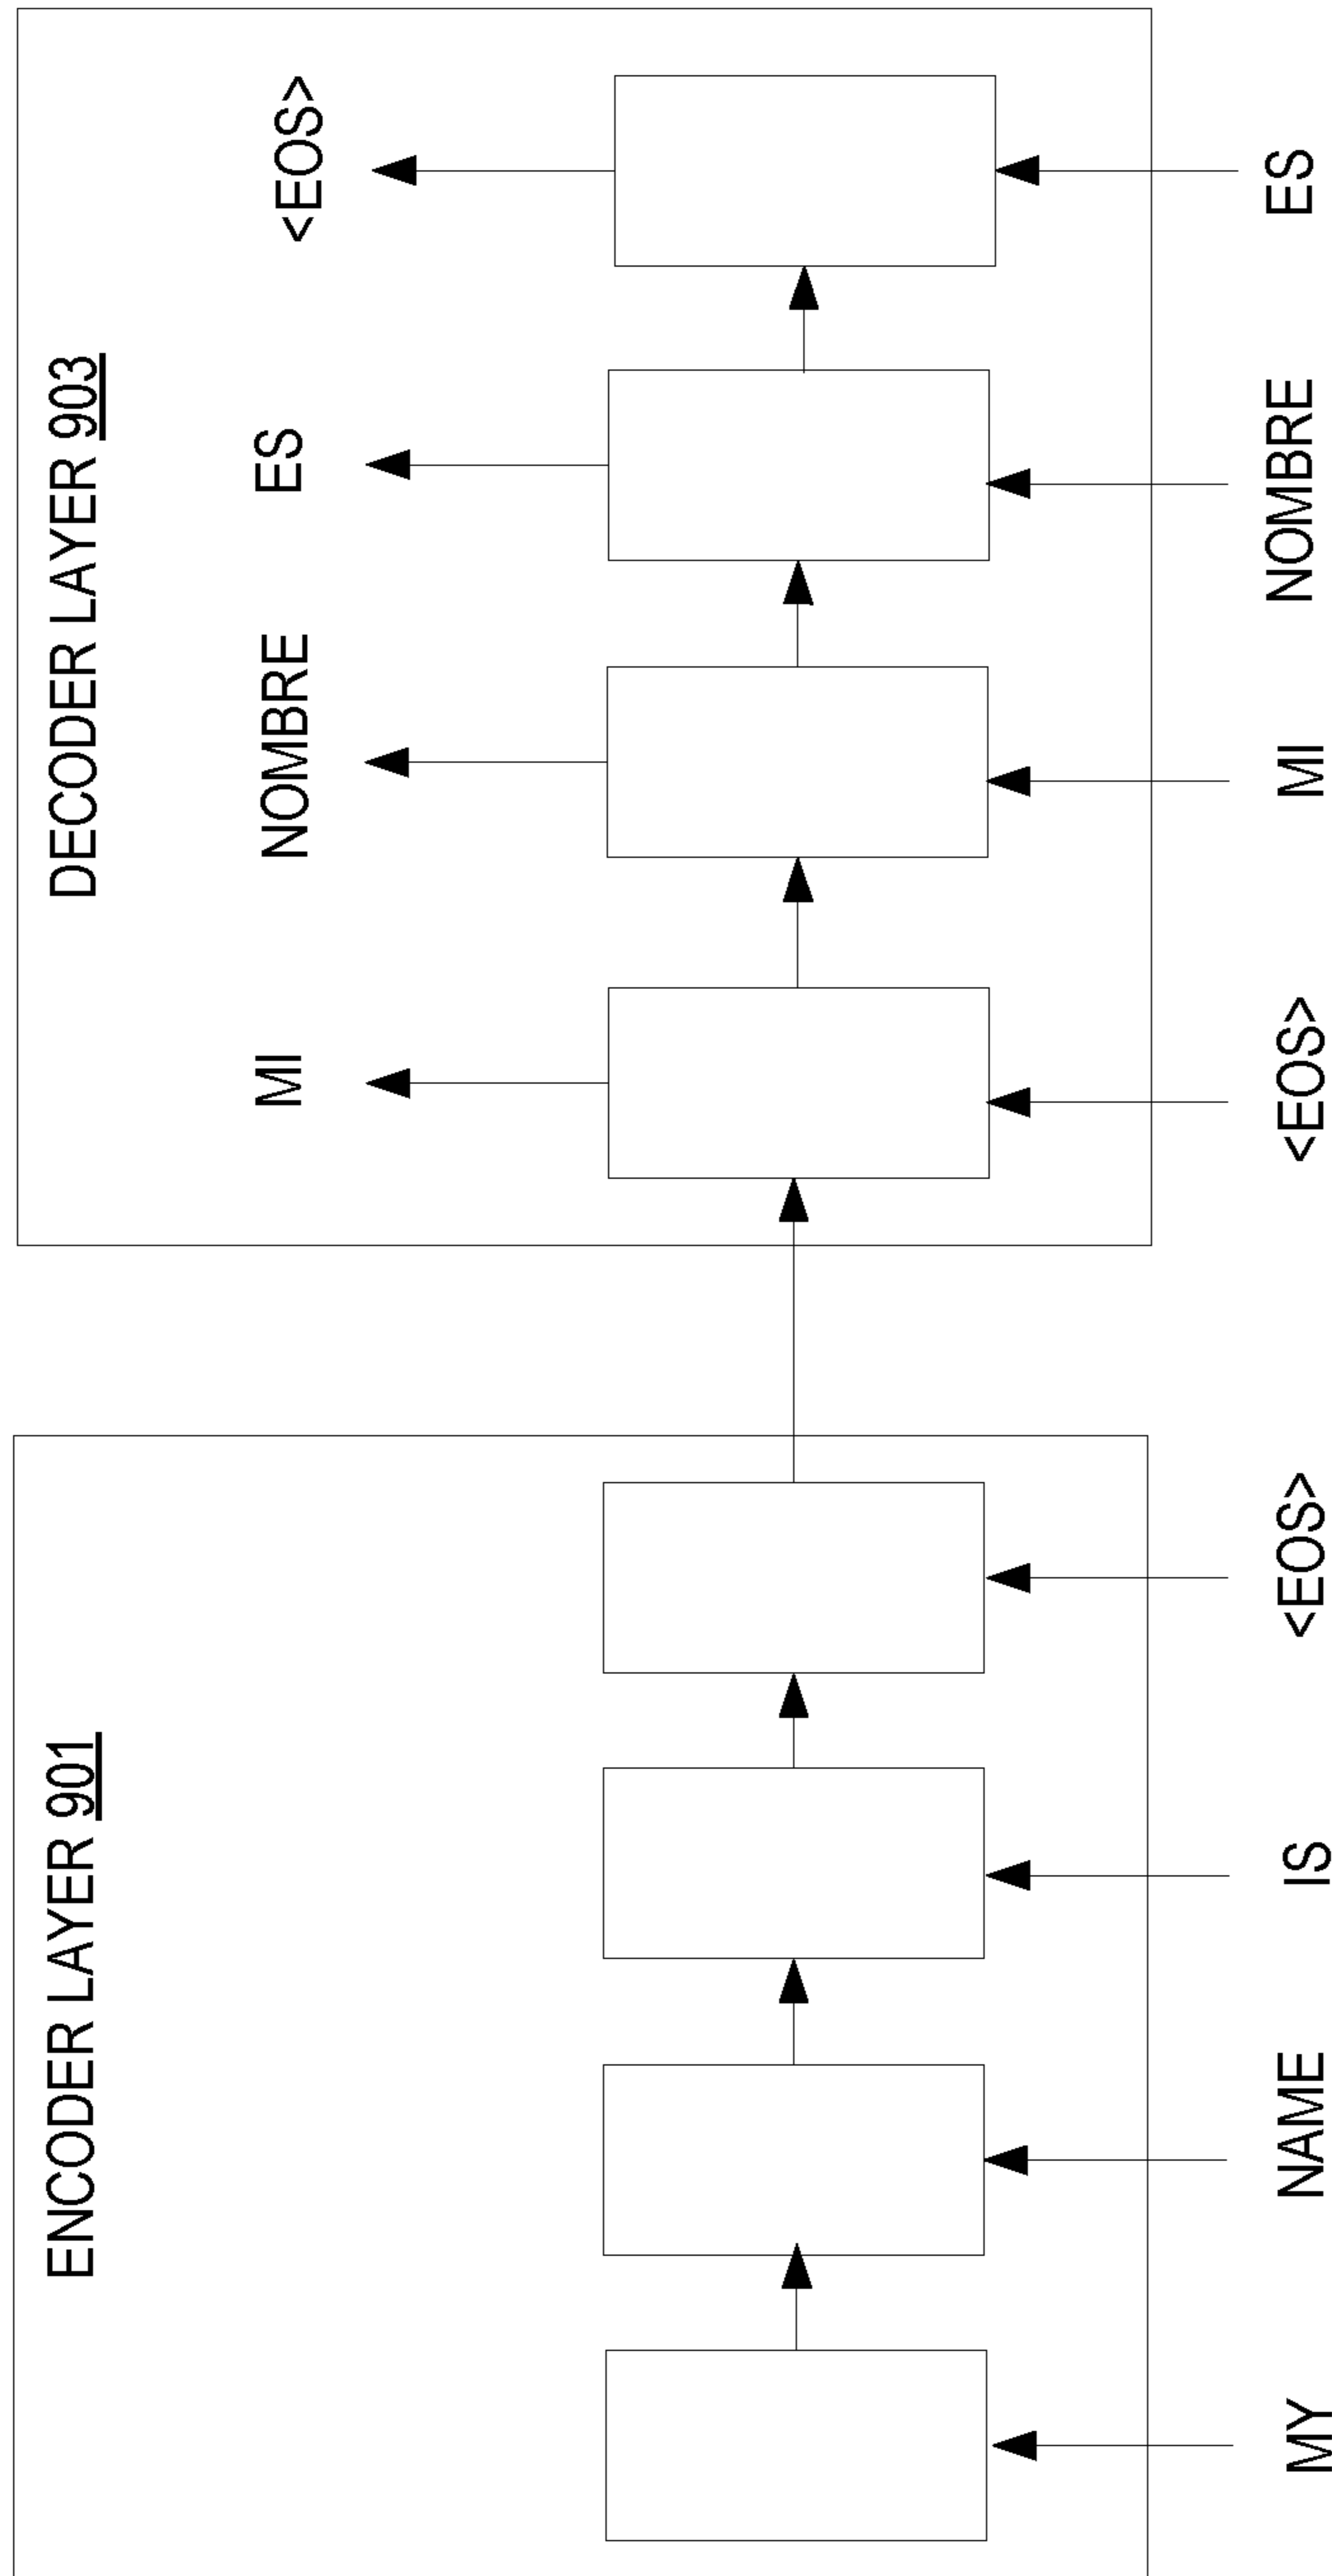 ENCODER LAYER 901
MY
NAME
IS
<EOS>
DECODER LAYER 903
MI
NOMBRE
ES
<EOS>
<EOS>
MI
NOMBRE
ES